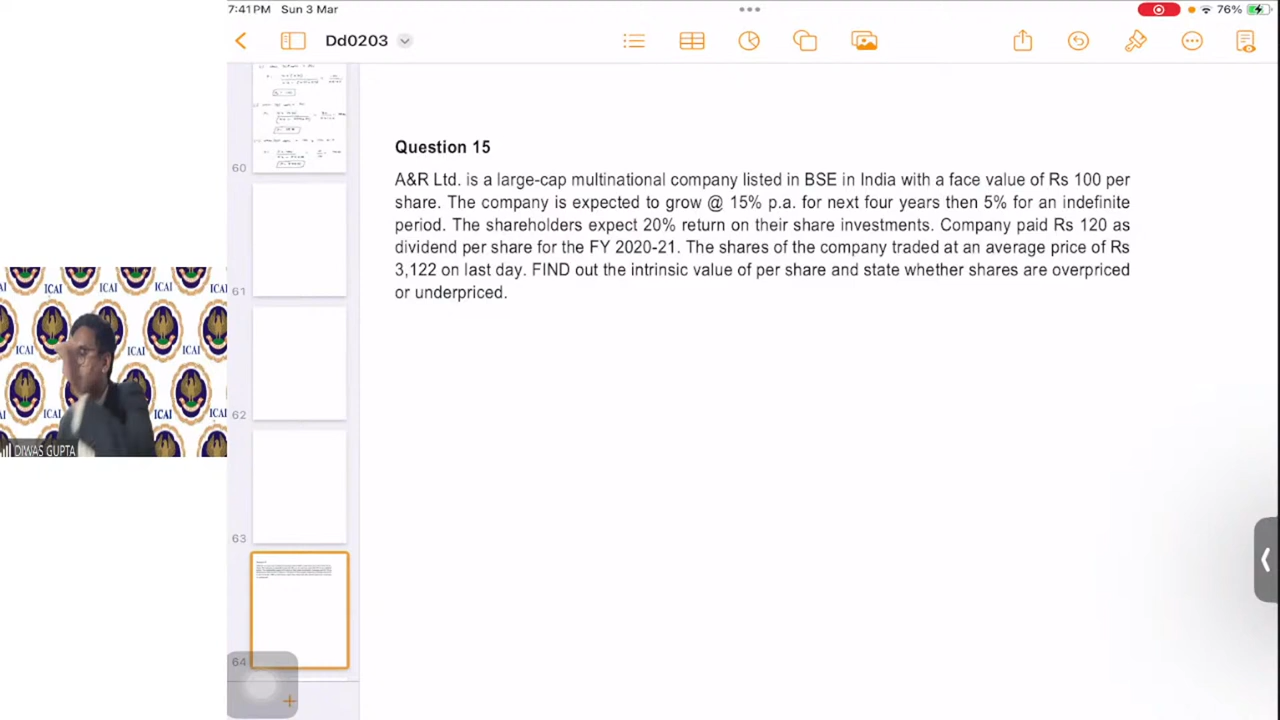 7:41 PM Sun 3 Mar
76%
Dd0203
60
61
62
63
64
Question 15
A&R Ltd. is a large-cap multinational company listed in BSE in India with a face value of Rs 100 per
share. The company is expected to grow @ 15% p.a. for next four years then 5% for an indefinite
period. The shareholders expect 20% return on their share investments. Company paid Rs 120 as
dividend per share for the FY 2020-21. The shares of the company traded at an average price of Rs
3,122 on last day. FIND out the intrinsic value of per share and state whether shares are overpriced
or underpriced.
ICAI
ICAI
ICAI
DIWAS GUPTA